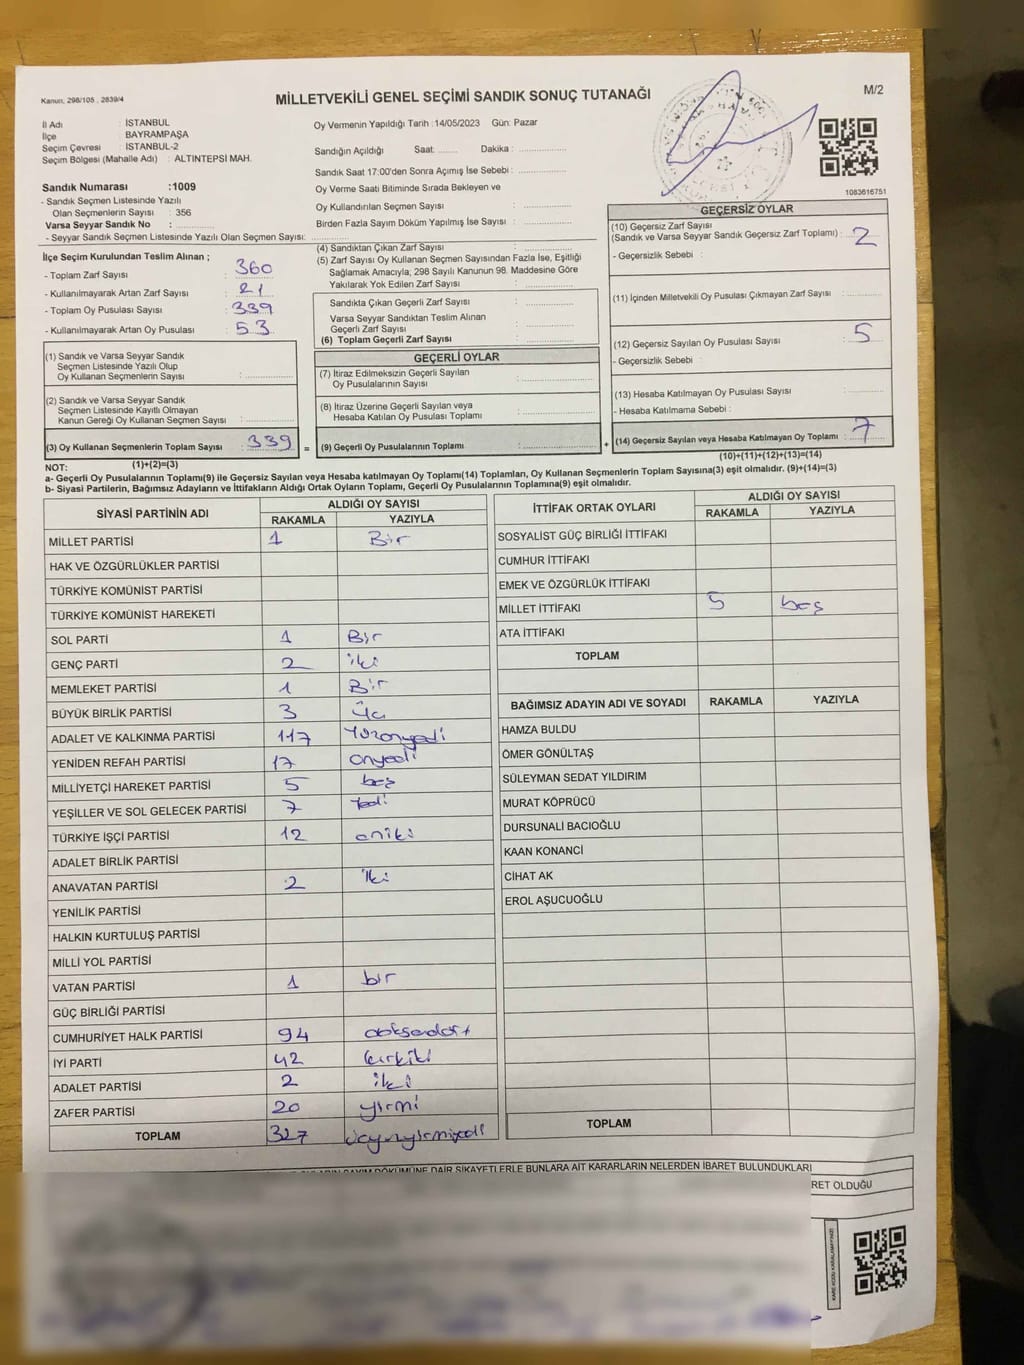 Kanun, 298/105 , 2839/4
MİLLETVEKİLİ GENEL SEÇİMİ SANDIK SONUÇ TUTANAĞI
M/2
İl Adı : İSTANBUL
İlçe : BAYRAMPAŞA
Seçim Çevresi : İSTANBUL-2
Seçim Bölgesi (Mahalle Adı) : ALTINTEPSİ MAH.
Sandık Numarası :1009
- Sandık Seçmen Listesinde Yazılı
Olan Seçmenlerin Sayısı : 356
Varsa Seyyar Sandık No :
- Seyyar Sandık Seçmen Listesinde Yazılı Olan Seçmen Sayısı:
Oy Vermenin Yapıldığı Tarih :14/05/2023 Gün: Pazar
Sandığın Açıldığı Saat: Dakika :
Sandık Saat 17:00'den Sonra Açımış İse Sebebi :
Oy Verme Saati Bitiminde Sırada Bekleyen ve
Oy Kullandırılan Seçmen Sayısı :
Birden Fazla Sayım Döküm Yapılmış İse Sayısı :
1083616751
İlçe Seçim Kurulundan Teslim Alınan ;
- Toplam Zarf Sayısı : 360
- Kullanılmayarak Artan Zarf Sayısı : 21
- Toplam Oy Pusulası Sayısı : 339
- Kullanılmayarak Artan Oy Pusulası : 53
(1) Sandık ve Varsa Seyyar Sandık
Seçmen Listesinde Yazılı Olup
Oy Kullanan Seçmenlerin Sayısı :
(2) Sandık ve Varsa Seyyar Sandık
Seçmen Listesinde Kayıtlı Olmayan
Kanun Gereği Oy Kullanan Seçmen Sayısı :
(3) Oy Kullanan Seçmenlerin Toplam Sayısı : 339
(1)+(2)=(3)
(4) Sandıktan Çıkan Zarf Sayısı :
(5) Zarf Sayısı Oy Kullanan Seçmen Sayısından Fazla İse, Eşitliği
Sağlamak Amacıyla, 298 Sayılı Kanunun 98. Maddesine Göre
Yakılarak Yok Edilen Zarf Sayısı :
Sandıkta Çıkan Geçerli Zarf Sayısı :
Varsa Seyyar Sandıktan Teslim Alınan
Geçerli Zarf Sayısı :
(6) Toplam Geçerli Zarf Sayısı :
GEÇERLİ OYLAR
(7) İtiraz Edilmeksizin Geçerli Sayılan
Oy Pusulalarının Sayısı :
(8) İtiraz Üzerine Geçerli Sayılan veya
Hesaba Katılan Oy Pusulası Toplamı :
= (9) Geçerli Oy Pusulalarının Toplamı :
GEÇERSİZ OYLAR
(10) Geçersiz Zarf Sayısı
(Sandık ve Varsa Seyyar Sandık Geçersiz Zarf Toplamı) : 2
- Geçersizlik Sebebi :
(11) İçinden Milletvekili Oy Pusulası Çıkmayan Zarf Sayısı :
(12) Geçersiz Sayılan Oy Pusulası Sayısı : 5
- Geçersizlik Sebebi :
(13) Hesaba Katılmayan Oy Pusulası Sayısı :
- Hesaba Katılmama Sebebi :
+ (14) Geçersiz Sayılan veya Hesaba Katılmayan Oy Toplamı : 7
(10)+(11)+(12)+(13)=(14)
NOT:
a- Geçerli Oy Pusulalarının Toplamı(9) ile Geçersiz Sayılan veya Hesaba katılmayan Oy Toplamı(14) Toplamları, Oy Kullanan Seçmenlerin Toplam Sayısına(3) eşit olmalıdır. (9)+(14)=(3)
b- Siyasi Partilerin, Bağımsız Adayların ve İttifakların Aldığı Ortak Oyların Toplamı, Geçerli Oy Pusulalarının Toplamına(9) eşit olmalıdır.
SİYASİ PARTİNİN ADI ALDIĞI OY SAYISI
RAKAMLA YAZIYLA
MİLLET PARTİSİ 1 Bir
HAK VE ÖZGÜRLÜKLER PARTİSİ
TÜRKİYE KOMÜNİST PARTİSİ
TÜRKİYE KOMÜNİST HAREKETİ
SOL PARTİ 1 Bir
GENÇ PARTİ 2 iki
MEMLEKET PARTİSİ 1 Bir
BÜYÜK BİRLİK PARTİSİ 3 Üç
ADALET VE KALKINMA PARTİSİ 117 Yüzonyedi
YENİDEN REFAH PARTİSİ 17 onyedi
MİLLİYETÇİ HAREKET PARTİSİ 5 beş
YEŞİLLER VE SOL GELECEK PARTİSİ 7 Yedi
TÜRKİYE İŞÇİ PARTİSİ 12 oniki
ADALET BİRLİK PARTİSİ
ANAVATAN PARTİSİ 2 İki
YENİLİK PARTİSİ
HALKIN KURTULUŞ PARTİSİ
MİLLİ YOL PARTİSİ
VATAN PARTİSİ 1 bir
GÜÇ BİRLİĞİ PARTİSİ
CUMHURİYET HALK PARTİSİ 94 doksandört
İYİ PARTİ 42 kırkiki
ADALET PARTİSİ 2 iki
ZAFER PARTİSİ 20 yirmi
TOPLAM 327 üçyüzyirmiyedi
İTTİFAK ORTAK OYLARI ALDIĞI OY SAYISI
RAKAMLA YAZIYLA
SOSYALİST GÜÇ BİRLİĞİ İTTİFAKI
CUMHUR İTTİFAKI
EMEK VE ÖZGÜRLÜK İTTİFAKI
MİLLET İTTİFAKI 5 beş
ATA İTTİFAKI
TOPLAM
BAĞIMSIZ ADAYIN ADI VE SOYADI RAKAMLA YAZIYLA
HAMZA BULDU
ÖMER GÖNÜLTAŞ
SÜLEYMAN SEDAT YILDIRIM
MURAT KÖPRÜCÜ
DURSUNALİ BACIOĞLU
KAAN KONANCİ
CİHAT AK
EROL AŞUCUOĞLU
TOPLAM
SAYIM DÖKÜMÜNE DAİR ŞİKAYETLERLE BUNLARA AİT KARARLARIN NELERDEN İBARET BULUNDUKLARI
RET OLDUĞU